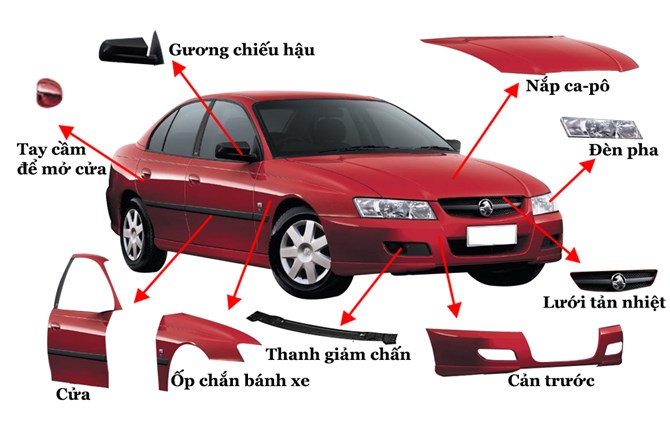 Gương chiếu hậu
Nắp ca-pô
Tay cầm
để mở cửa
Đèn pha
Lưới tản nhiệt
Thanh giảm chấn
Ốp chắn bánh xe
Cản trước
Cửa